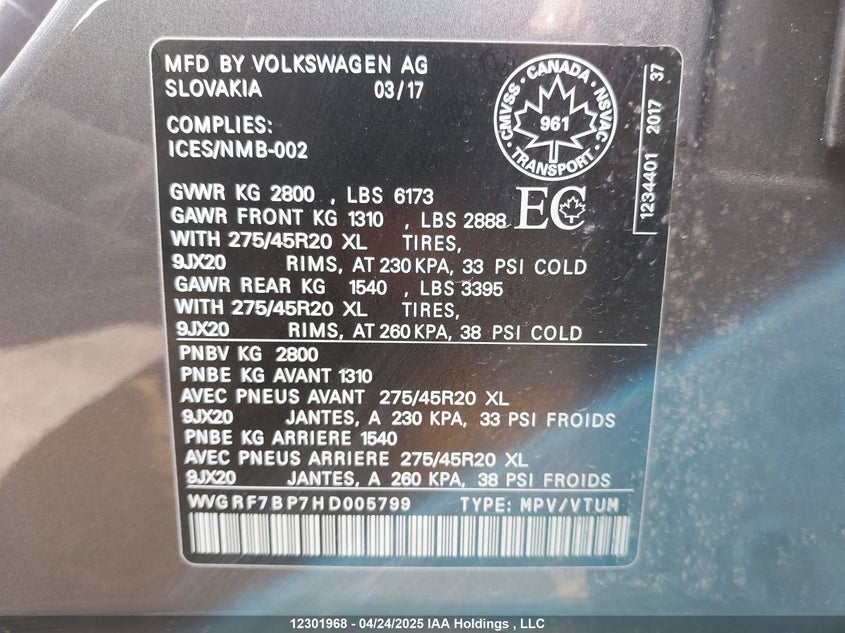 MFD BY VOLKSWAGEN AG
SLOVAKIA 03/17
COMPLIES:
ICES/NMB-002
GVWR KG 2800 , LBS 6173
GAWR FRONT KG 1310 , LBS 2888
WITH 275/45R20 XL TIRES,
9JX20 RIMS, AT 230 KPA, 33 PSI COLD
GAWR REAR KG 1540 , LBS 3395
WITH 275/45R20 XL TIRES,
9JX20 RIMS, AT 260 KPA, 38 PSI COLD
CANADA
CMVSS
NSVAC
961
TRANSPORT
EC
1234401 2017 37
PNBV KG 2800
PNBE KG AVANT 1310
AVEC PNEUS AVANT 275/45R20 XL
9JX20 JANTES, A 230 KPA, 33 PSI FROIDS
PNBE KG ARRIERE 1540
AVEC PNEUS ARRIERE 275/45R20 XL
9JX20 JANTES, A 260 KPA, 38 PSI FROIDS
WVGRF7BP7HD005799 TYPE: MPV/VTUM
12301968 - 04/24/2025 IAA Holdings , LLC